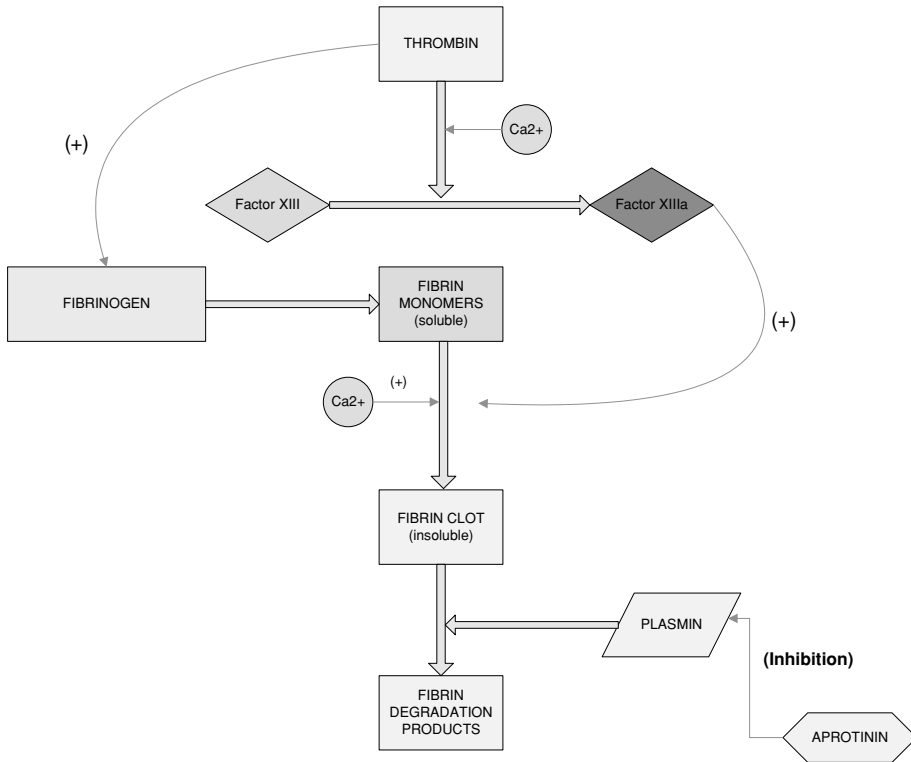 THROMBIN
(+)
Ca2+
Factor XIII
Factor XIIIa
FIBRINOGEN
FIBRIN
MONOMERS
(soluble)
(+)
(+)
Ca2+
FIBRIN CLOT
(insoluble)
PLASMIN
(Inhibition)
FIBRIN
DEGRADATION
PRODUCTS
APROTININ